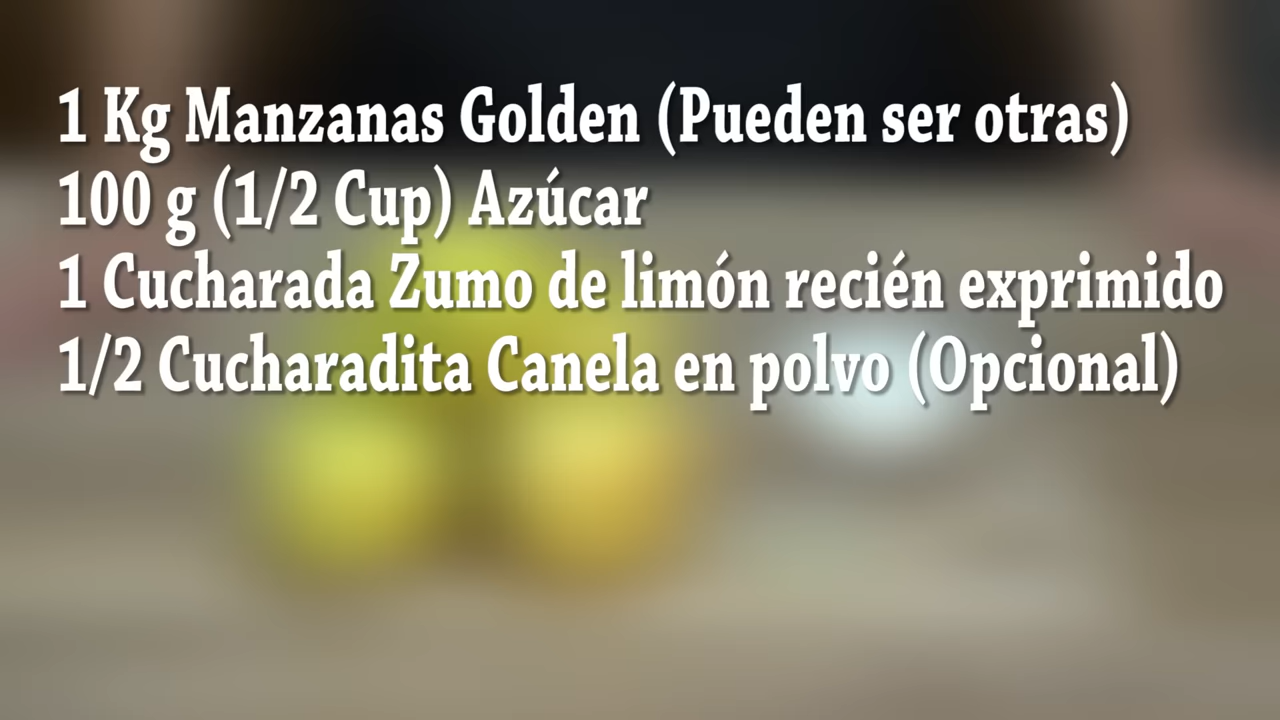 1 Kg Manzanas Golden (Pueden ser otras)
100 g (1/2 Cup) Azúcar
1 Cucharada Zumo de limón recién exprimido
1/2 Cucharadita Canela en polvo (Opcional)